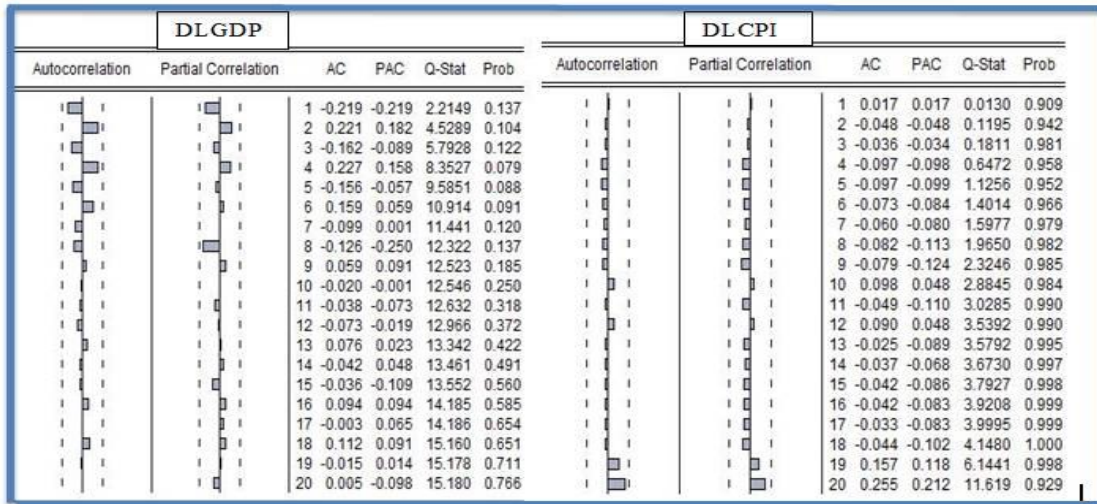 DLGDP
Autocorrelation Partial Correlation AC PAC Q-Stat Prob
1 -0.219 -0.219 2.2149 0.137
2 0.221 0.182 4.5289 0.104
3 -0.162 -0.089 5.7928 0.122
4 0.227 0.158 8.3527 0.079
5 -0.156 -0.057 9.5851 0.088
6 0.159 0.059 10.914 0.091
7 -0.099 0.001 11.441 0.120
8 -0.126 -0.250 12.322 0.137
9 0.059 0.091 12.523 0.185
10 -0.020 -0.001 12.546 0.250
11 -0.038 -0.073 12.632 0.318
12 -0.073 -0.019 12.966 0.372
13 0.076 0.023 13.342 0.422
14 -0.042 0.048 13.461 0.491
15 -0.036 -0.109 13.552 0.560
16 0.094 0.094 14.185 0.585
17 -0.003 0.065 14.186 0.654
18 0.112 0.091 15.160 0.651
19 -0.015 0.014 15.178 0.711
20 0.005 -0.098 15.180 0.766
DLCPI
Autocorrelation Partial Correlation AC PAC Q-Stat Prob
1 0.017 0.017 0.0130 0.909
2 -0.048 -0.048 0.1195 0.942
3 -0.036 -0.034 0.1811 0.981
4 -0.097 -0.098 0.6472 0.958
5 -0.097 -0.099 1.1256 0.952
6 -0.073 -0.084 1.4014 0.966
7 -0.060 -0.080 1.5977 0.979
8 -0.082 -0.113 1.9650 0.982
9 -0.079 -0.124 2.3246 0.985
10 0.098 0.048 2.8845 0.984
11 -0.049 -0.110 3.0285 0.990
12 0.090 0.048 3.5392 0.990
13 -0.025 -0.089 3.5792 0.995
14 -0.037 -0.068 3.6730 0.997
15 -0.042 -0.086 3.7927 0.998
16 -0.042 -0.083 3.9208 0.999
17 -0.033 -0.083 3.9995 0.999
18 -0.044 -0.102 4.1480 1.000
19 0.157 0.118 6.1441 0.998
20 0.255 0.212 11.619 0.929